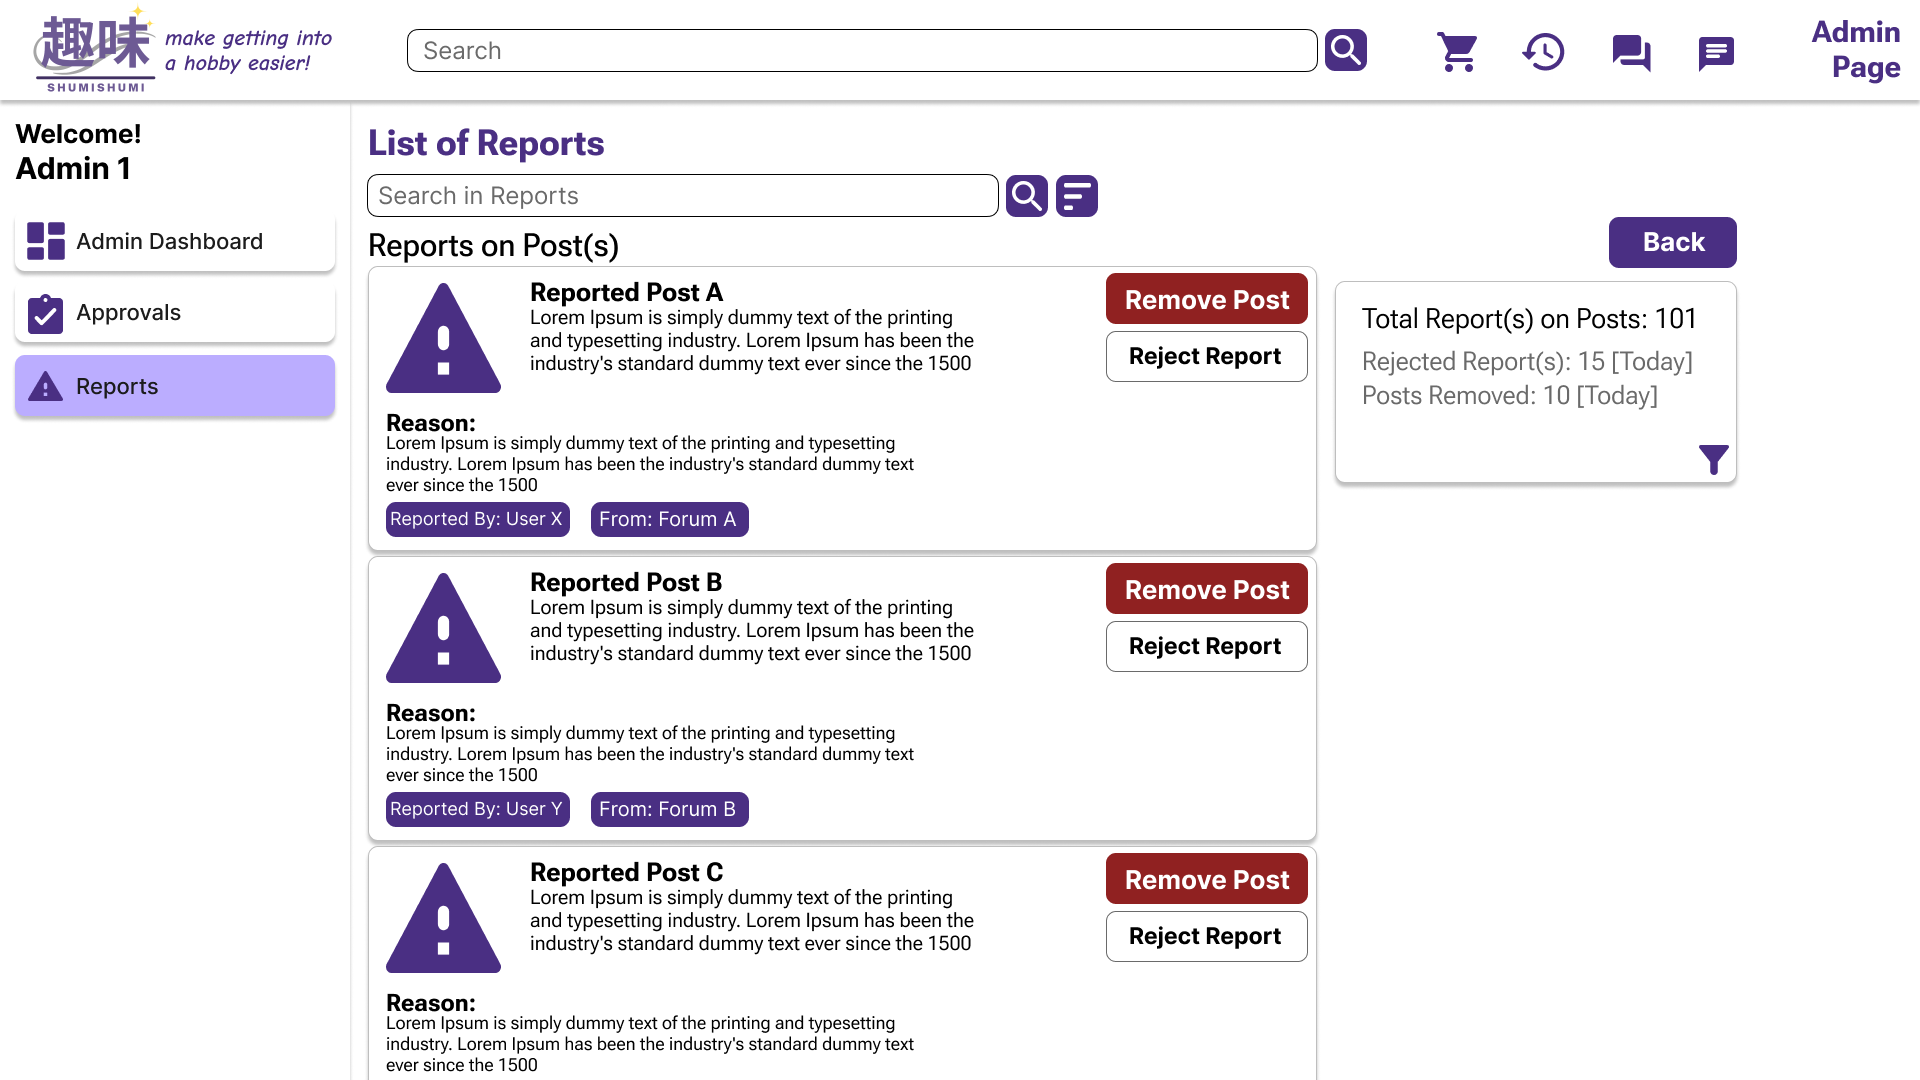 趣味
SHUMISHUMI
make getting into
a hobby easier!
Search
Admin
Page
Welcome!
Admin 1
Admin Dashboard
Approvals
Reports
List of Reports
Search in Reports
Reports on Post(s)
Back
Reported Post A
Lorem Ipsum is simply dummy text of the printing
and typesetting industry. Lorem Ipsum has been the
industry's standard dummy text ever since the 1500
Remove Post
Reject Report
Reason:
Lorem Ipsum is simply dummy text of the printing and typesetting
industry. Lorem Ipsum has been the industry's standard dummy text
ever since the 1500
Reported By: User X
From: Forum A
Total Report(s) on Posts: 101
Rejected Report(s): 15 [Today]
Posts Removed: 10 [Today]
Reported Post B
Lorem Ipsum is simply dummy text of the printing
and typesetting industry. Lorem Ipsum has been the
industry's standard dummy text ever since the 1500
Remove Post
Reject Report
Reason:
Lorem Ipsum is simply dummy text of the printing and typesetting
industry. Lorem Ipsum has been the industry's standard dummy text
ever since the 1500
Reported By: User Y
From: Forum B
Reported Post C
Lorem Ipsum is simply dummy text of the printing
and typesetting industry. Lorem Ipsum has been the
industry's standard dummy text ever since the 1500
Remove Post
Reject Report
Reason:
Lorem Ipsum is simply dummy text of the printing and typesetting
industry. Lorem Ipsum has been the industry's standard dummy text
ever since the 1500